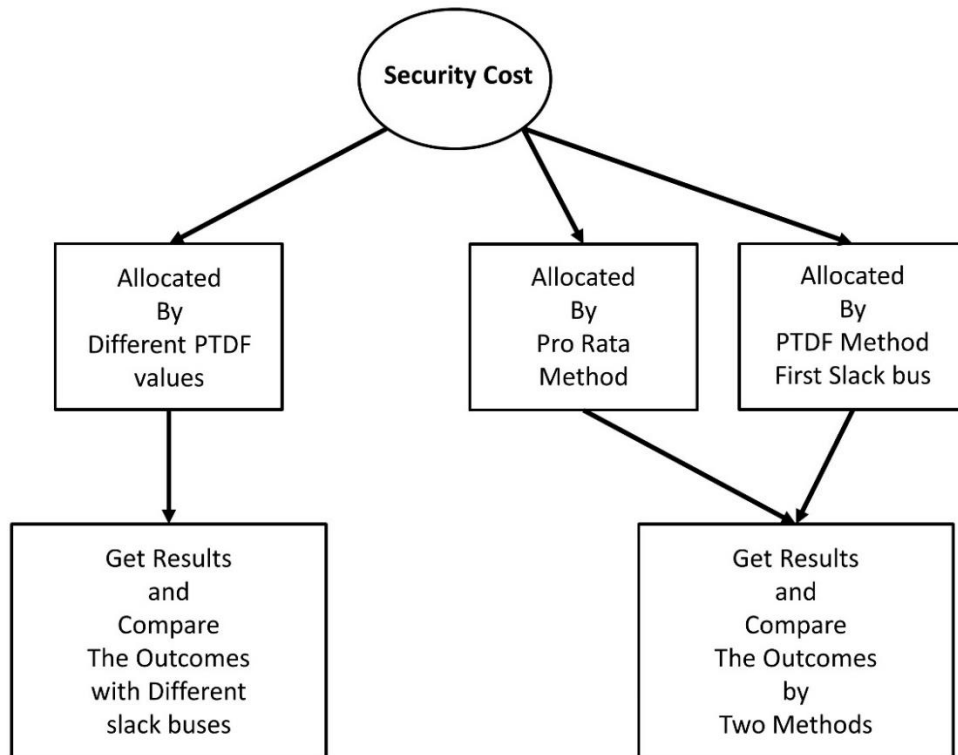 Security Cost
Allocated
By
Different PTDF
values
Allocated
By
Pro Rata
Method
Allocated
By
PTDF Method
First Slack bus
Get Results
and
Compare
The Outcomes
with Different
slack buses
Get Results
and
Compare
The Outcomes
by
Two Methods